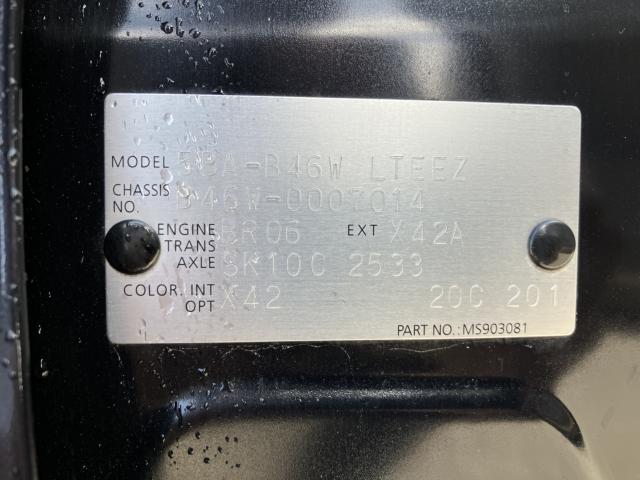 MODEL 5BA-B46W LTEEZ
CHASSIS NO. B46W-0007014
ENGINE BR06 EXT X42A
TRANS
AXLE SK10C 2533
COLOR. INT X42 20C 201
OPT
PART NO.: MS903081